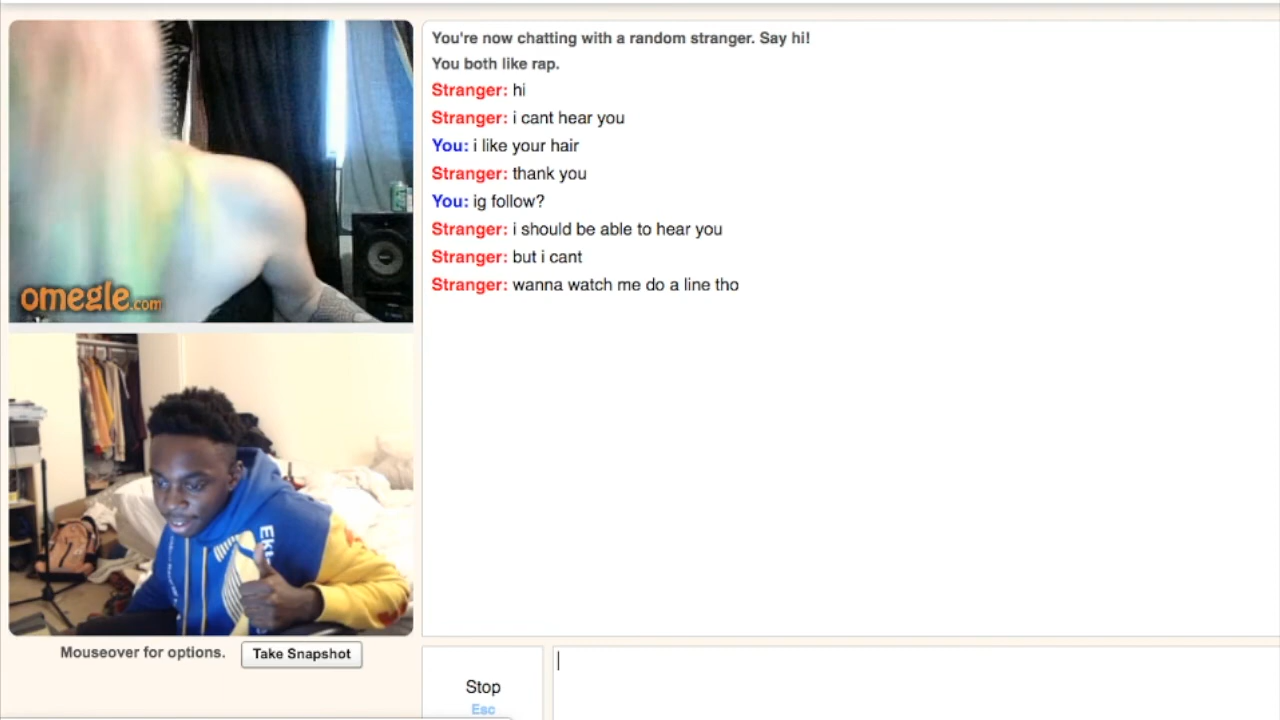 You're now chatting with a random stranger. Say hi!
You both like rap.
Stranger: hi
Stranger: i cant hear you
You: i like your hair
Stranger: thank you
You: ig follow?
Stranger: i should be able to hear you
Stranger: but i cant
Stranger: wanna watch me do a line tho
omegle.com
Mouseover for options.
Take Snapshot
Stop
Esc